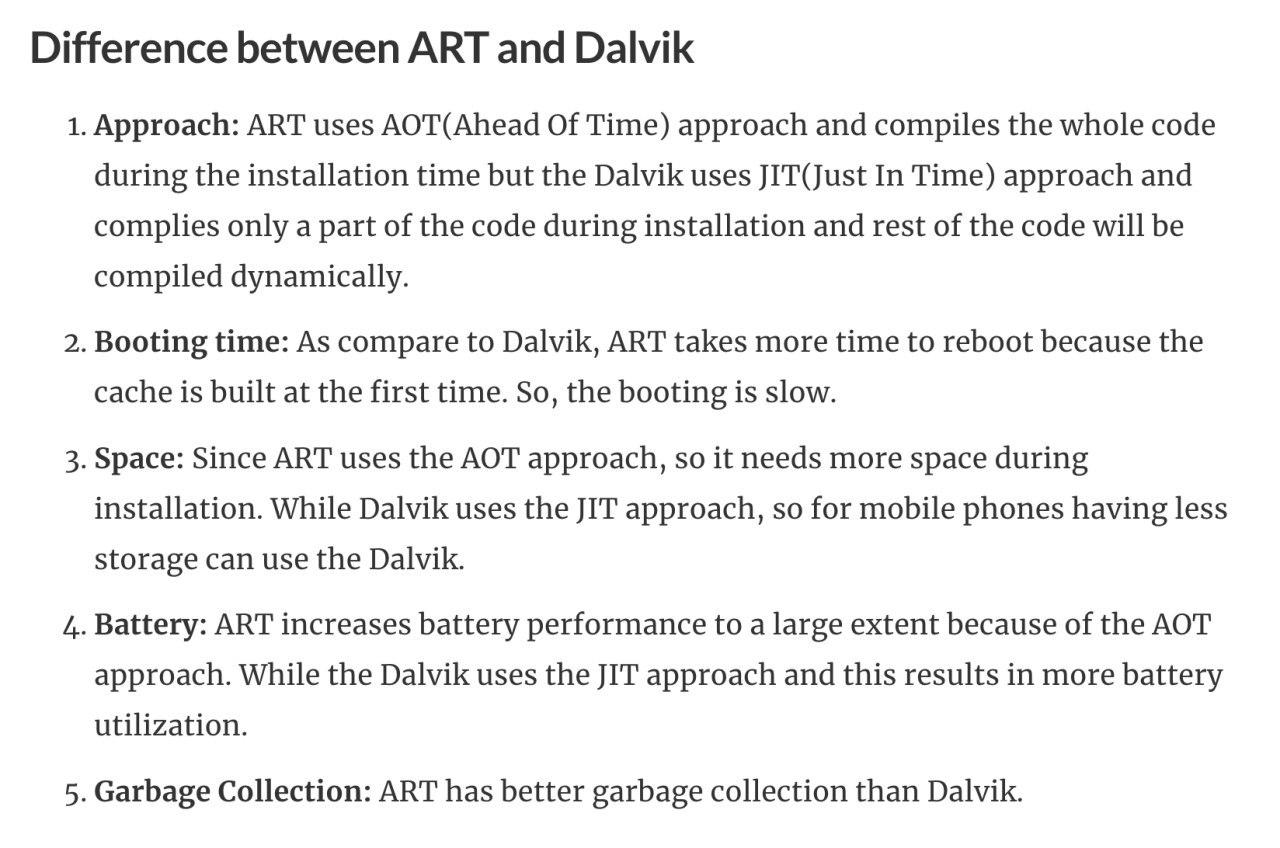 Difference between ART and Dalvik
1. Approach: ART uses AOT(Ahead Of Time) approach and compiles the whole code
during the installation time but the Dalvik uses JIT(Just In Time) approach and
complies only a part of the code during installation and rest of the code will be
compiled dynamically.
2. Booting time: As compare to Dalvik, ART takes more time to reboot because the
cache is built at the first time. So, the booting is slow.
3. Space: Since ART uses the AOT approach, so it needs more space during
installation. While Dalvik uses the JIT approach, so for mobile phones having less
storage can use the Dalvik.
4. Battery: ART increases battery performance to a large extent because of the AOT
approach. While the Dalvik uses the JIT approach and this results in more battery
utilization.
5. Garbage Collection: ART has better garbage collection than Dalvik.